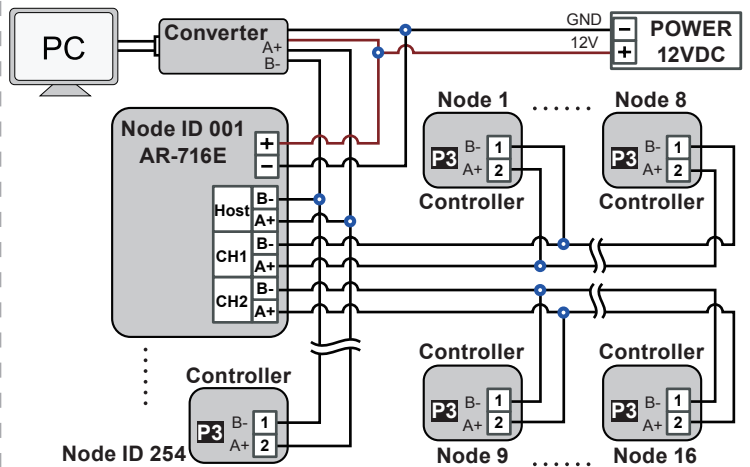 PC
Converter
A+
B-
GND
12V
−
+
POWER
12VDC
Node ID 001
AR-716E
+
−
Host
B-
A+
CH1
B-
A+
CH2
B-
A+
Node 1
......
Node 8
P3
B-
1
A+
2
Controller
P3
B-
1
A+
2
Controller
Controller
P3
B-
1
A+
2
Node 9
......
Controller
P3
B-
1
A+
2
Node 16
Controller
P3
B-
1
A+
2
Node ID 254